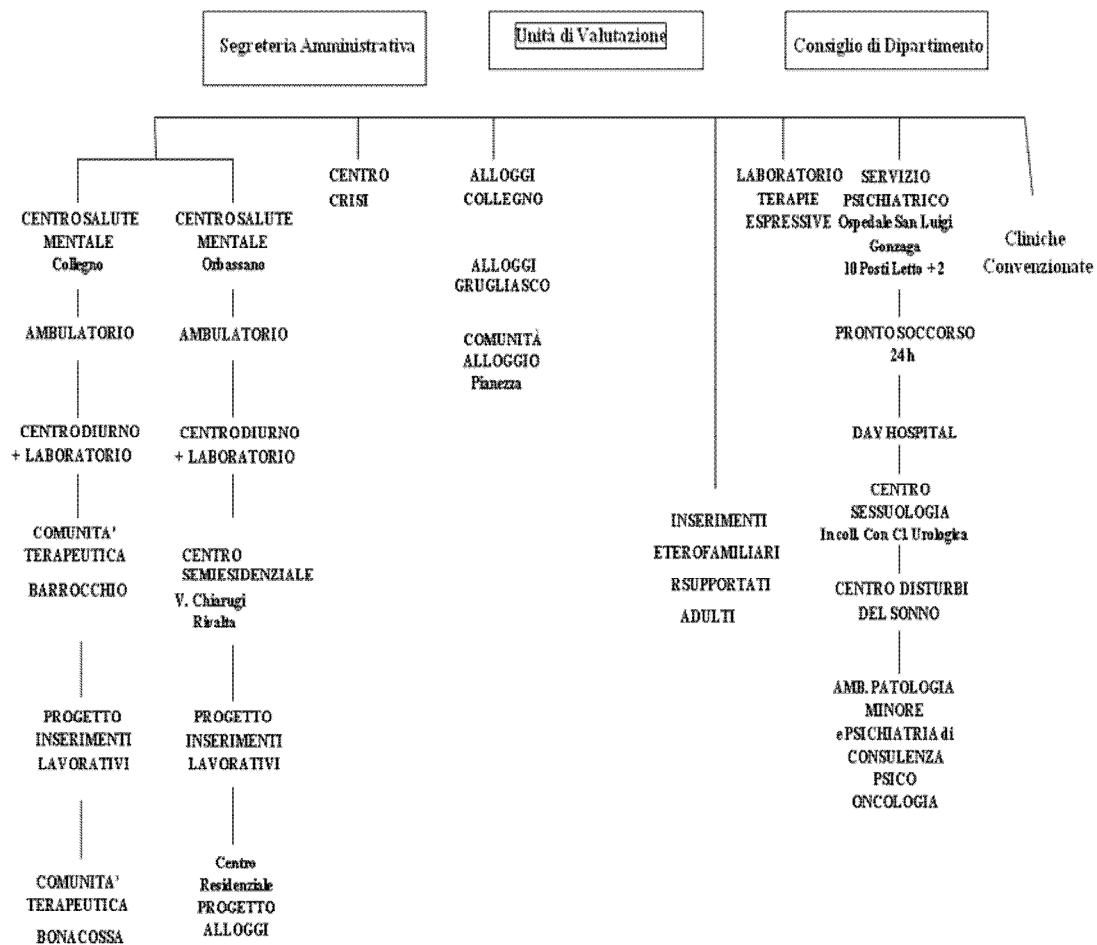 Segreteria Amministrativa
Unità di Valutazione
Consiglio di Dipartimento
CENTRO SALUTE
MENTALE
Collegno
AMBULATORIO
CENTRO DIURNO
+ LABORATORIO
COMUNITA'
TERAPEUTICA
BARROCCHIO
PROGETTO
INSERIMENTI
LAVORATIVI
COMUNITA'
TERAPEUTICA
BONACOSSA
CENTRO SALUTE
MENTALE
Orbassano
AMBULATORIO
CENTRO DIURNO
+ LABORATORIO
CENTRO
SEMIESIDENZIALE
V. Chiarugi
Rivalta
PROGETTO
INSERIMENTI
LAVORATIVI
Centro
Residenziale
PROGETTO
ALLOGGI
CENTRO
CRISI
ALLOGGI
COLLEGNO
ALLOGGI
GRUGLIASCO
COMUNITÀ
ALLOGGIO
Pianezza
INSERIMENTI
ETEROFAMILIARI
RSUPPORTATI
ADULTI
LABORATORIO
TERAPIE
ESPRESSIVE
SERVIZIO
PSICHIATRICO
Ospedale San Luigi
Gonzaga
10 Posti Letto + 2
PRONTO SOCCORSO
24 h
DAY HOSPITAL
CENTRO
SESSUOLOGIA
In coll. Con Cl Urologica
CENTRO DISTURBI
DEL SONNO
AMB. PATOLOGIA
MINORE
e PSICHIATRIA di
CONSULENZA
PSICO
ONCOLOGIA
Cliniche
Convenzionate